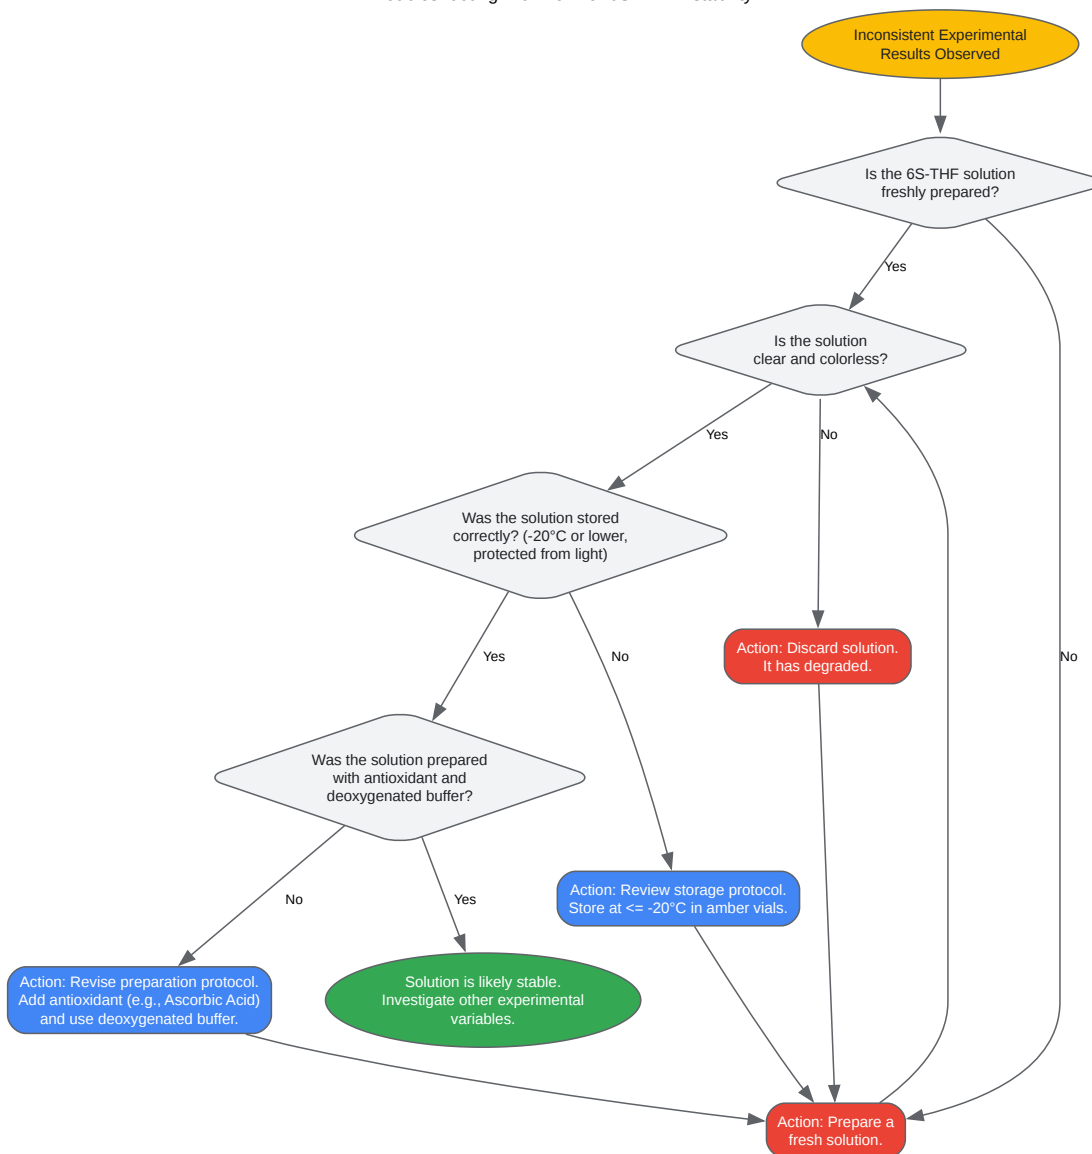 Inconsistent Experimental
Results Observed
Is the 6S-THF solution
freshly prepared?
Yes
Is the solution
clear and colorless?
Yes
No
Was the solution stored
correctly? (-20°C or lower,
protected from light)
Yes
No
Action: Discard solution.
It has degraded.
No
Was the solution prepared
with antioxidant and
deoxygenated buffer?
No
Yes
Action: Review storage protocol.
Store at <= -20°C in amber vials.
Action: Revise preparation protocol.
Add antioxidant (e.g., Ascorbic Acid)
and use deoxygenated buffer.
Solution is likely stable.
Investigate other experimental
variables.
Action: Prepare a
fresh solution.